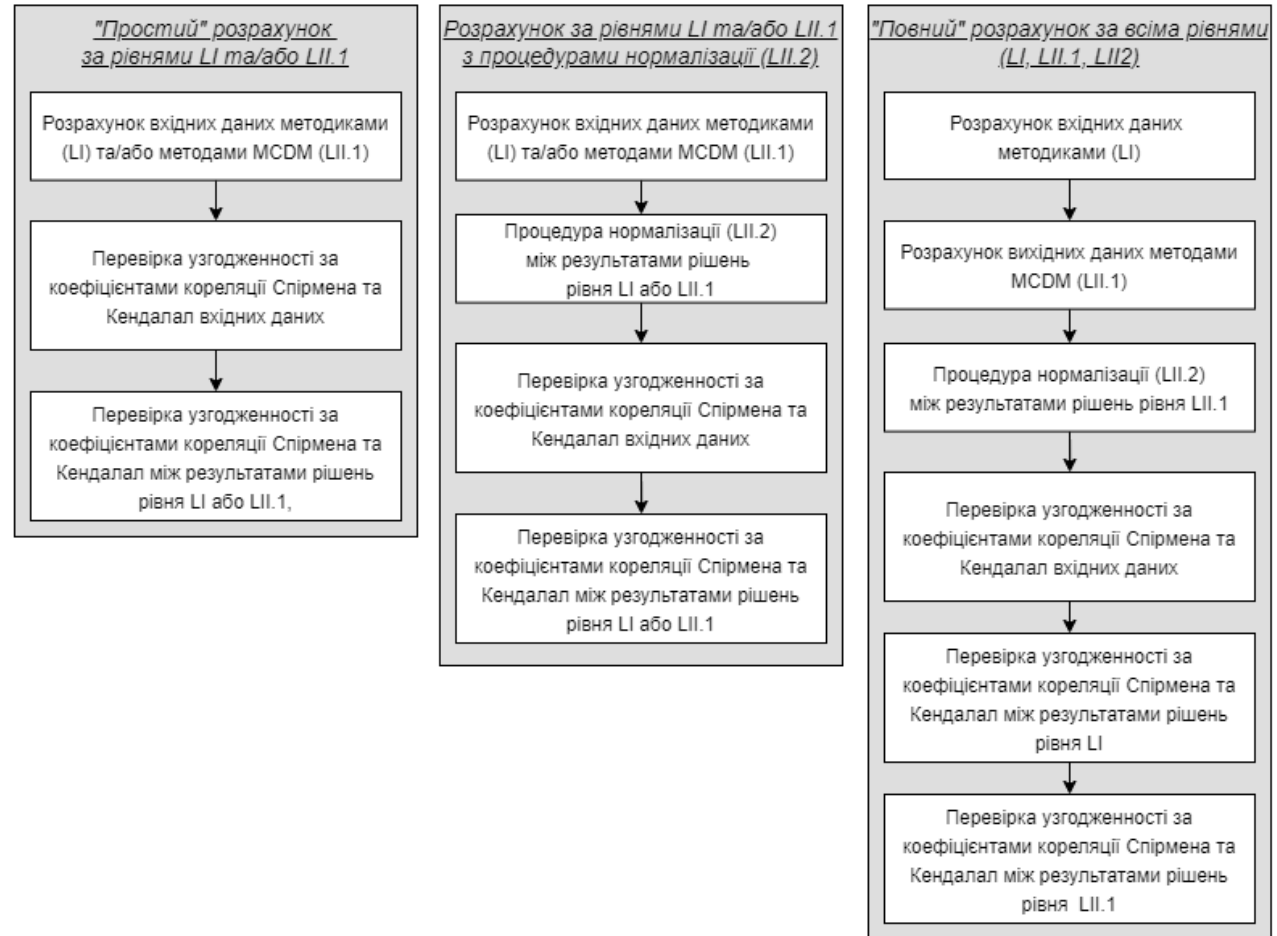 "Простий" розрахунок
за рівнями LI та/або LII.1
Розрахунок вхідних даних методиками
(LI) та/або методами MCDM (LII.1)
Перевірка узгодженності за
коефіцієнтами кореляції Спірмена та
Кендалал вхідних даних
Перевірка узгодженності за
коефіцієнтами кореляції Спірмена та
Кендалал між результатами рішень
рівня LI або LII.1,
Розрахунок за рівнями LI та/або LII.1
з процедурами нормалізації (LII.2)
Розрахунок вхідних даних методиками
(LI) та/або методами MCDM (LII.1)
Процедура нормалізації (LII.2)
між результатами рішень
рівня LI або LII.1
Перевірка узгодженності за
коефіцієнтами кореляції Спірмена та
Кендалал вхідних даних
Перевірка узгодженності за
коефіцієнтами кореляції Спірмена та
Кендалал між результатами рішень
рівня LI або LII.1
"Повний" розрахунок за всіма рівнями
(LI, LII.1, LII2)
Розрахунок вхідних даних
методиками (LI)
Розрахунок вихідних даних методами
MCDM (LII.1)
Процедура нормалізації (LII.2)
між результатами рішень рівня LII.1
Перевірка узгодженності за
коефіцієнтами кореляції Спірмена та
Кендалал вхідних даних
Перевірка узгодженності за
коефіцієнтами кореляції Спірмена та
Кендалал між результатами рішень
рівня LI
Перевірка узгодженності за
коефіцієнтами кореляції Спірмена та
Кендалал між результатами рішень
рівня LII.1